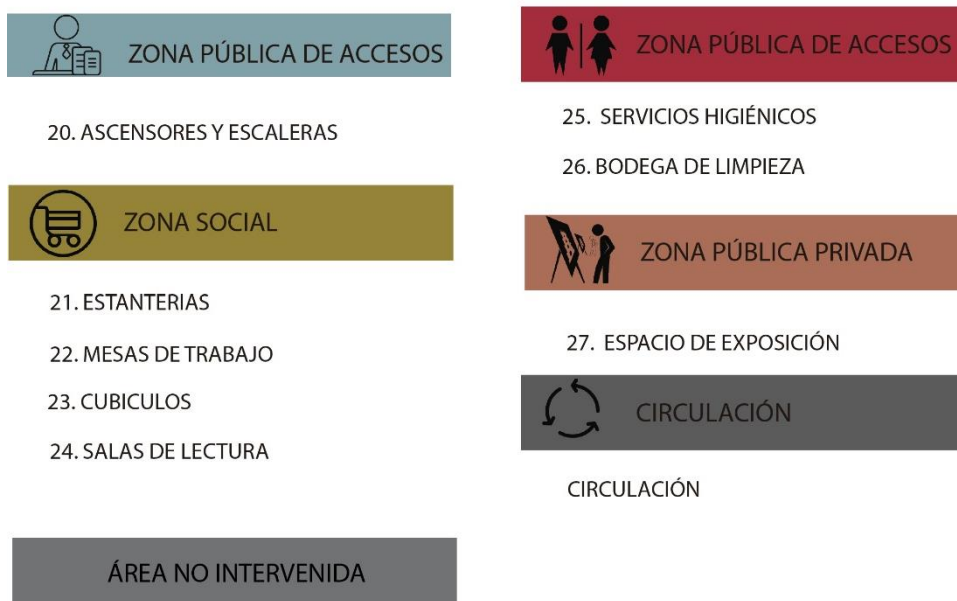 ZONA PÚBLICA DE ACCESOS
20. ASCENSORES Y ESCALERAS
ZONA SOCIAL
21. ESTANTERIAS
22. MESAS DE TRABAJO
23. CUBICULOS
24. SALAS DE LECTURA
ÁREA NO INTERVENIDA
ZONA PÚBLICA DE ACCESOS
25. SERVICIOS HIGIÉNICOS
26. BODEGA DE LIMPIEZA
ZONA PÚBLICA PRIVADA
27. ESPACIO DE EXPOSICIÓN
CIRCULACIÓN
CIRCULACIÓN